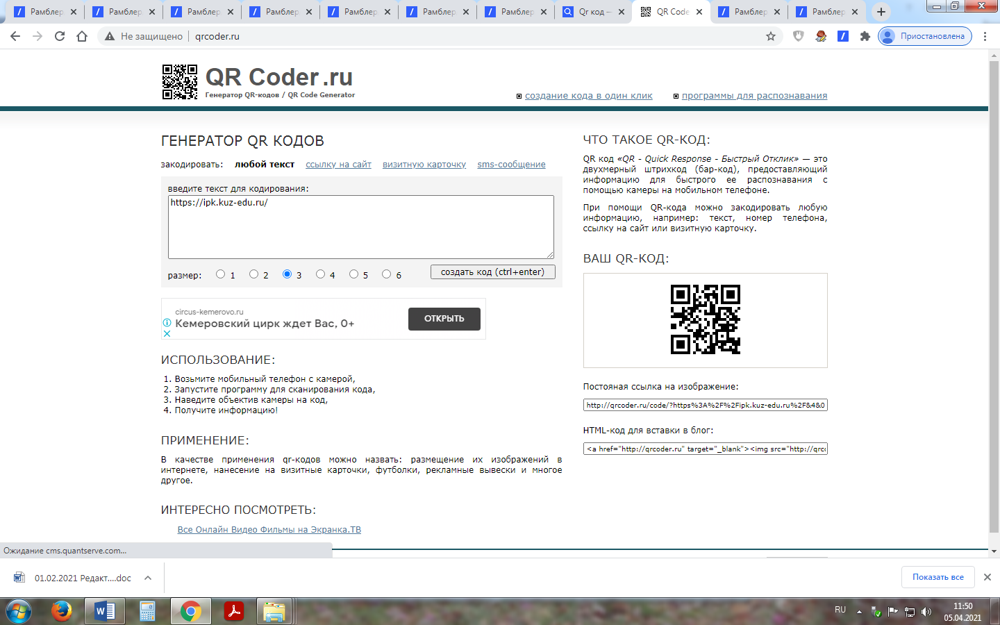 Рамблер
Рамблер
Рамблер
Рамблер
Рамблер
Рамблер
Рамблер
Qr код —
QR Code
Рамблер
Рамблер
Не защищено
qrcoder.ru
Приостановлена
QR Coder.ru
Генератор QR-кодов / QR Code Generator
создание кода в один клик
программы для распознавания
ГЕНЕРАТОР QR КОДОВ
закодировать: любой текст ссылку на сайт визитную карточку sms-сообщение
введите текст для кодирования:
https://ipk.kuz-edu.ru/
размер: 1 2 3 4 5 6
создать код (ctrl+enter)
circus-kemerovo.ru
Кемеровский цирк ждет Вас, 0+
ОТКРЫТЬ
ИСПОЛЬЗОВАНИЕ:
1. Возьмите мобильный телефон с камерой,
2. Запустите программу для сканирования кода,
3. Наведите объектив камеры на код,
4. Получите информацию!
ПРИМЕНЕНИЕ:
В качестве применения qr-кодов можно назвать: размещение их изображений в
интернете, нанесение на визитные карточки, футболки, рекламные вывески и многое
другое.
ИНТЕРЕСНО ПОСМОТРЕТЬ:
Все Онлайн Видео Фильмы на Экранка.ТВ
ЧТО ТАКОЕ QR-КОД:
QR код «QR - Quick Response - Быстрый Отклик» — это
двухмерный штрихкод (бар-код), предоставляющий
информацию для быстрого ее распознавания с
помощью камеры на мобильном телефоне.
При помощи QR-кода можно закодировать любую
информацию, например: текст, номер телефона,
ссылку на сайт или визитную карточку.
ВАШ QR-КОД:
Постояная ссылка на изображение:
http://qrcoder.ru/code/?https%3A%2F%2Fipk.kuz-edu.ru%2F&4&0
HTML-код для вставки в блог:
<a href="http://qrcoder.ru" target="_blank"><img src="http://qrco
Ожидание cms.quantserve.com...
01.02.2021 Редакт....doc
Показать все
RU
11:50
05.04.2021